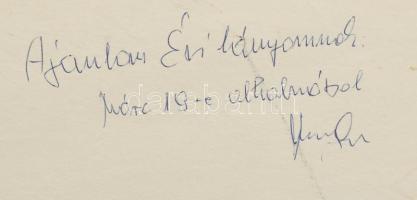 Ajánlom Évi lányomnak.
Márc 19-e alkalmából